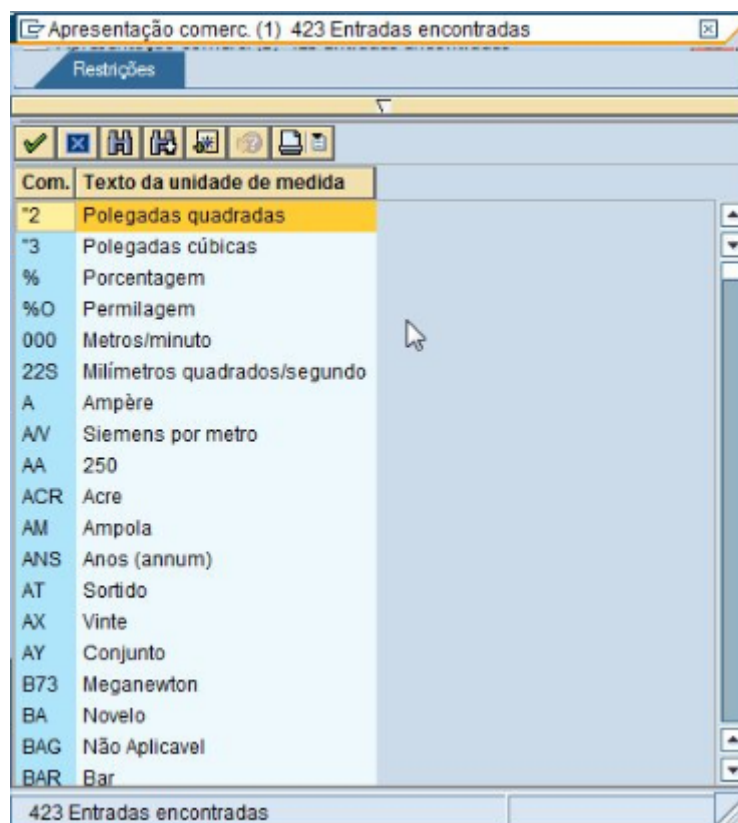 Apresentação comerc. (1) 423 Entradas encontradas
Restrições
Com. Texto da unidade de medida
"2 Polegadas quadradas
"3 Polegadas cúbicas
% Porcentagem
%O Permilagem
000 Metros/minuto
22S Milímetros quadrados/segundo
A Ampère
A/V Siemens por metro
AA 250
ACR Acre
AM Ampola
ANS Anos (annum)
AT Sortido
AX Vinte
AY Conjunto
B73 Meganewton
BA Novelo
BAG Não Aplicavel
BAR Bar
423 Entradas encontradas